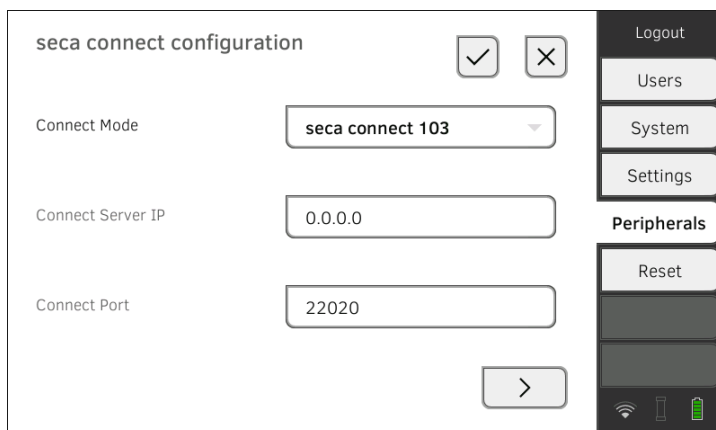 seca connect configuration
Connect Mode
seca connect 103
Connect Server IP
0.0.0.0
Connect Port
22020
Logout
Users
System
Settings
Peripherals
Reset